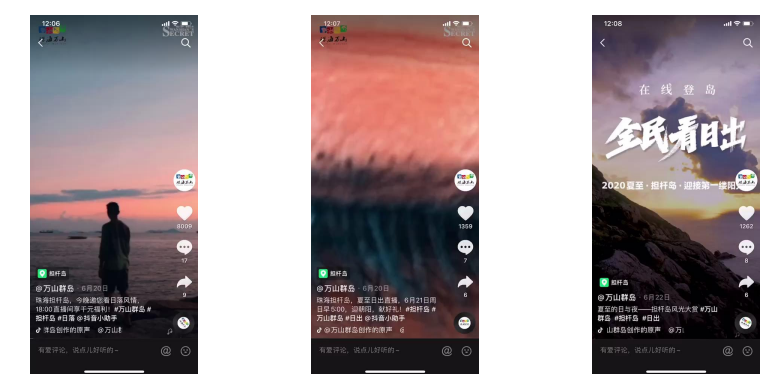 12:06
SECRET
8009
17
9
担杆岛
@万山群岛 · 6月20日
珠海担杆岛，今晚邀您看日落风情，
18:00直播间享千元福利！#万山群岛 #
担杆岛 #日落 @抖音小助手
群岛创作的原声 @万山群
有爱评论，说点儿好听的~
12:07
SECRET
1359
7
6
担杆岛
@万山群岛 · 6月20日
珠海担杆岛，夏至日出直播，6月21日周
日早5:00，迎朝阳，献好礼！#担杆岛 #
万山群岛 #日出 @抖音小助手
@万山群岛创作的原声
有爱评论，说点儿好听的~
12:08
在线登岛
全民看日出
2020夏至·担杆岛·迎接第一缕阳
1262
8
6
担杆岛
@万山群岛 · 6月22日
夏至的日与夜——担杆岛风光大赏 #万山
群岛 #担杆岛 #日出
山群岛创作的原声 @万
有爱评论，说点儿好听的~